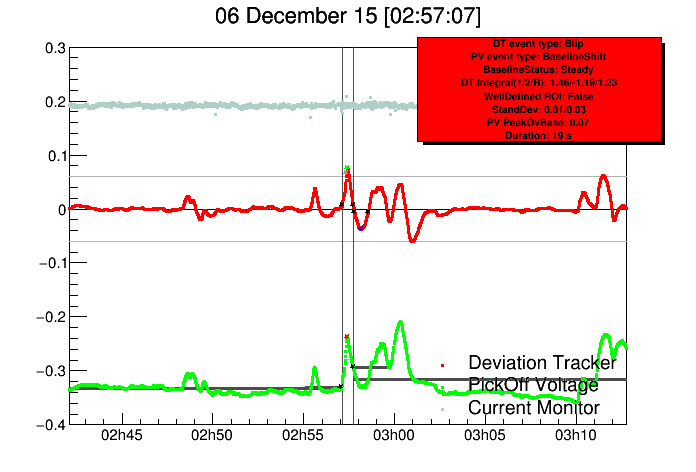 06 December 15 [02:57:07]
DT event type: Blip
PV event type: BaselineShift
BaselineStatus: Steady
DT Integral(1/2/R): 1.46/-1.19/1.23
WellDefined ROI: False
StandDev: 0.01/0.03
PV PeakOvBase: 0.07
Duration: 19 s
0.3
0.2
0.1
0
−0.1
−0.2
−0.3
−0.4
Deviation Tracker
PickOff Voltage
Current Monitor
02h45
02h50
02h55
03h00
03h05
03h10